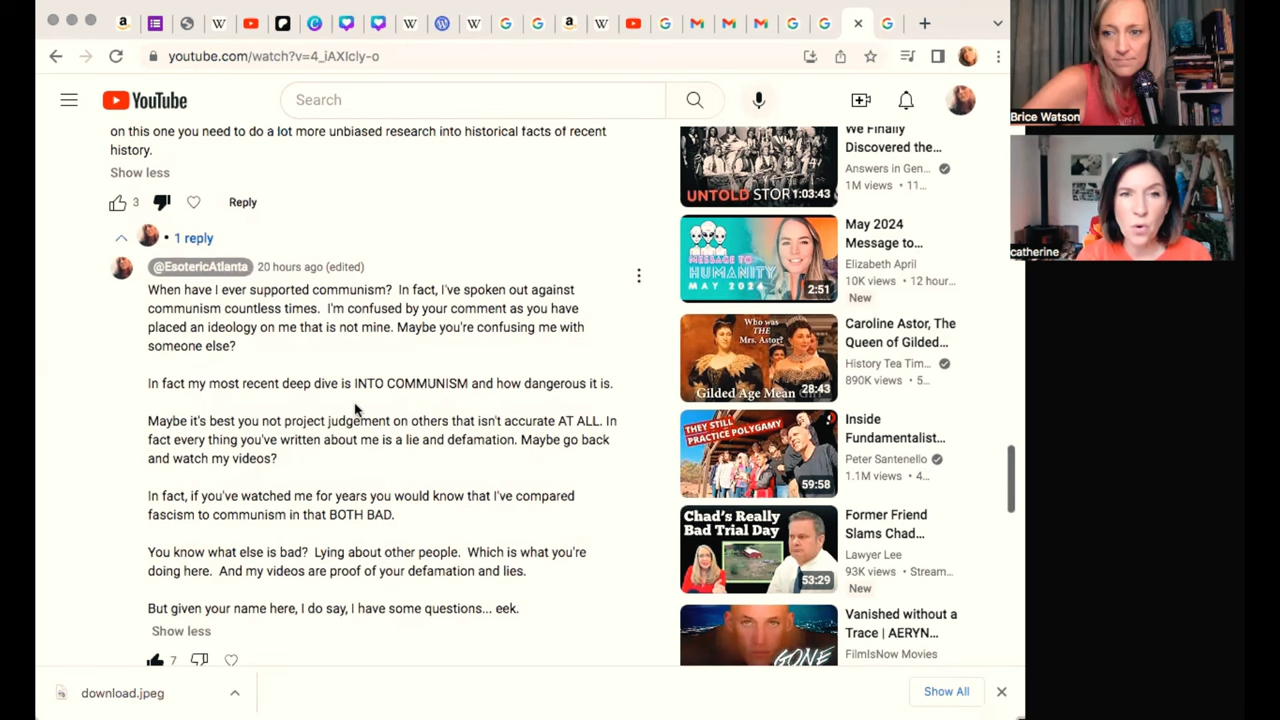 youtube.com/watch?v=4_iAXIcly-o
Brice Watson
YouTube
Search
catherine
on this one you need to do a lot more unbiased research into historical facts of recent
history.
Show less
3
Reply
1 reply
@EsotericAtlanta 20 hours ago (edited)
When have I ever supported communism? In fact, I've spoken out against
communism countless times. I'm confused by your comment as you have
placed an ideology on me that is not mine. Maybe you're confusing me with
someone else?
In fact my most recent deep dive is INTO COMMUNISM and how dangerous it is.
Maybe it's best you not project judgement on others that isn't accurate AT ALL. In
fact every thing you've written about me is a lie and defamation. Maybe go back
and watch my videos?
In fact, if you've watched me for years you would know that I've compared
fascism to communism in that BOTH BAD.
You know what else is bad? Lying about other people. Which is what you're
doing here. And my videos are proof of your defamation and lies.
But given your name here, I do say, I have some questions... eek.
Show less
7
We Finally
Discovered the...
Answers in Gen...
1M views • 11...
UNTOLD STOR
1:03:43
May 2024
Message to...
Elizabeth April
10K views • 12 hour...
New
MESSAGE TO
HUMANITY
MAY 2024
2:51
Caroline Astor, The
Queen of Gilded...
History Tea Tim...
890K views • 5...
Who was
THE
Mrs. Astor?
Gilded Age Mean Gi
28:43
Inside
Fundamentalist...
Peter Santenello
1.1M views • 4...
THEY STILL
PRACTICE POLYGAMY
59:58
Former Friend
Slams Chad...
Lawyer Lee
93K views • Stream...
New
Chad's Really
Bad Trial Day
53:29
Vanished without a
Trace | AERYN...
FilmIsNow Movies
GONE
download.jpeg
Show All